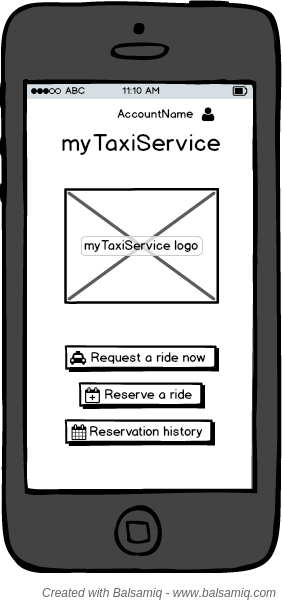 ABC 11:10 AM
AccountName
myTaxiService
myTaxiService logo
Request a ride now
Reserve a ride
Reservation history
Created with Balsamiq - www.balsamiq.com